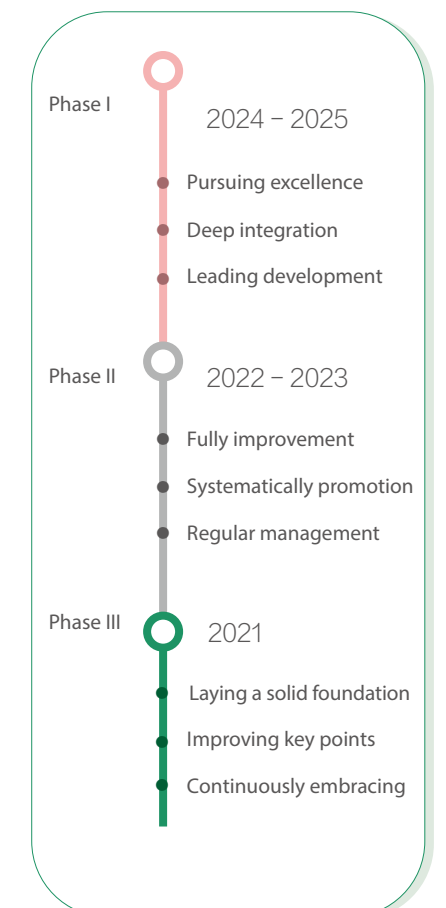 Phase I
2024 – 2025
Pursuing excellence
Deep integration
Leading development
Phase II
2022 – 2023
Fully improvement
Systematically promotion
Regular management
Phase III
2021
Laying a solid foundation
Improving key points
Continuously embracing